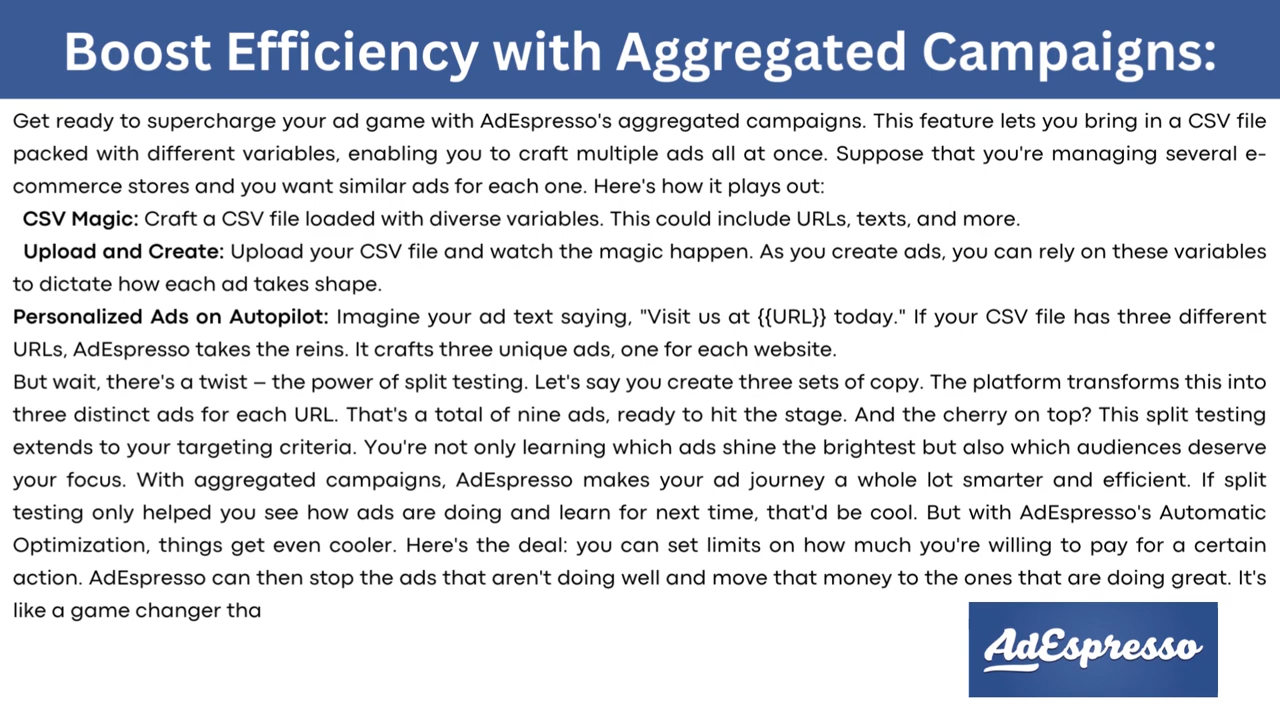 Boost Efficiency with Aggregated Campaigns:
Get ready to supercharge your ad game with AdEspresso's aggregated campaigns. This feature lets you bring in a CSV file
packed with different variables, enabling you to craft multiple ads all at once. Suppose that you're managing several e-
commerce stores and you want similar ads for each one. Here's how it plays out:
CSV Magic: Craft a CSV file loaded with diverse variables. This could include URLs, texts, and more.
Upload and Create: Upload your CSV file and watch the magic happen. As you create ads, you can rely on these variables
to dictate how each ad takes shape.
Personalized Ads on Autopilot: Imagine your ad text saying, "Visit us at {{URL}} today." If your CSV file has three different
URLs, AdEspresso takes the reins. It crafts three unique ads, one for each website.
But wait, there's a twist – the power of split testing. Let's say you create three sets of copy. The platform transforms this into
three distinct ads for each URL. That's a total of nine ads, ready to hit the stage. And the cherry on top? This split testing
extends to your targeting criteria. You're not only learning which ads shine the brightest but also which audiences deserve
your focus. With aggregated campaigns, AdEspresso makes your ad journey a whole lot smarter and efficient. If split
testing only helped you see how ads are doing and learn for next time, that'd be cool. But with AdEspresso's Automatic
Optimization, things get even cooler. Here's the deal: you can set limits on how much you're willing to pay for a certain
action. AdEspresso can then stop the ads that aren't doing well and move that money to the ones that are doing great. It's
like a game changer tha
AdEspresso